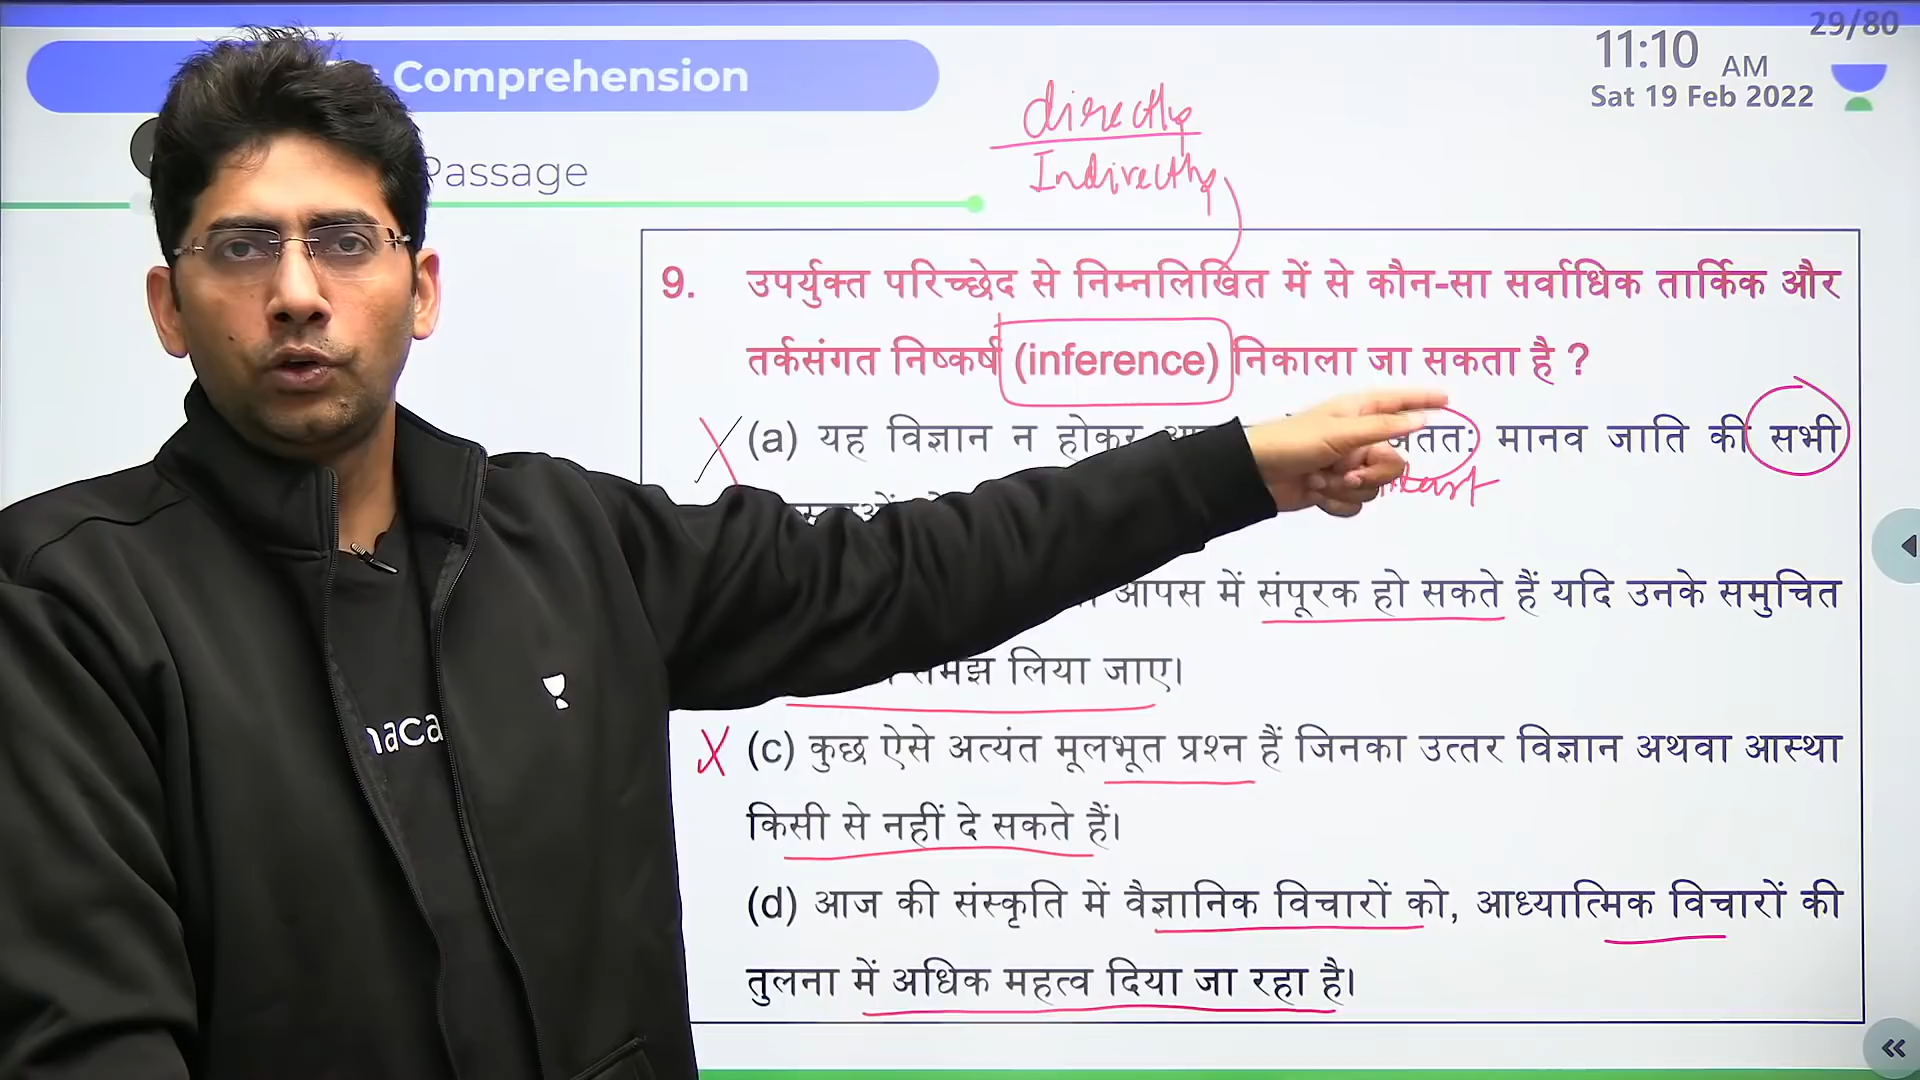 29/80
11:10 AM
Sat 19 Feb 2022
Comprehension
Passage
directly
Indirectly
9. उपर्युक्त परिच्छेद से निम्नलिखित में से कौन-सा सर्वाधिक तार्किक और
तर्कसंगत निष्कर्ष (inference) निकाला जा सकता है ?
(a) यह विज्ञान न होकर मानव जाति की सभी
आपस में संपूरक हो सकते हैं यदि उनके समुचित
समझ लिया जाए।
(c) कुछ ऐसे अत्यंत मूलभूत प्रश्न हैं जिनका उत्तर विज्ञान अथवा आस्था
किसी से नहीं दे सकते हैं।
(d) आज की संस्कृति में वैज्ञानिक विचारों को, आध्यात्मिक विचारों की
तुलना में अधिक महत्व दिया जा रहा है।
naca